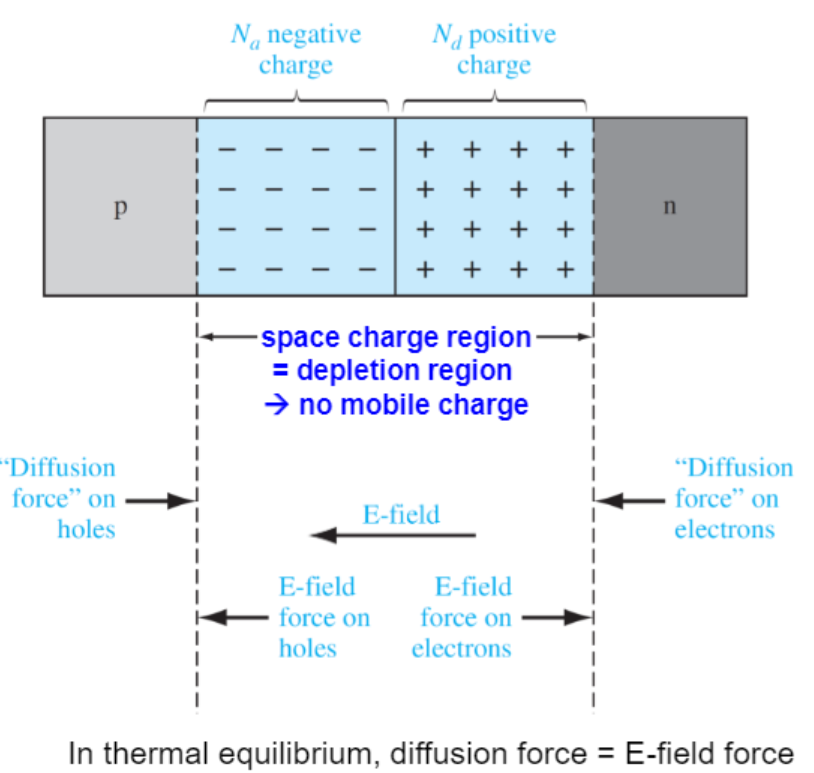 N_a negative
charge
N_d positive
charge
− − − − + + + +
p − − − − + + + + n
− − − − + + + +
− − − − + + + +
space charge region
= depletion region
→ no mobile charge
“Diffusion
force” on
holes
“Diffusion
force” on
electrons
E-field
E-field
force on
holes
E-field
force on
electrons
In thermal equilibrium, diffusion force = E-field force